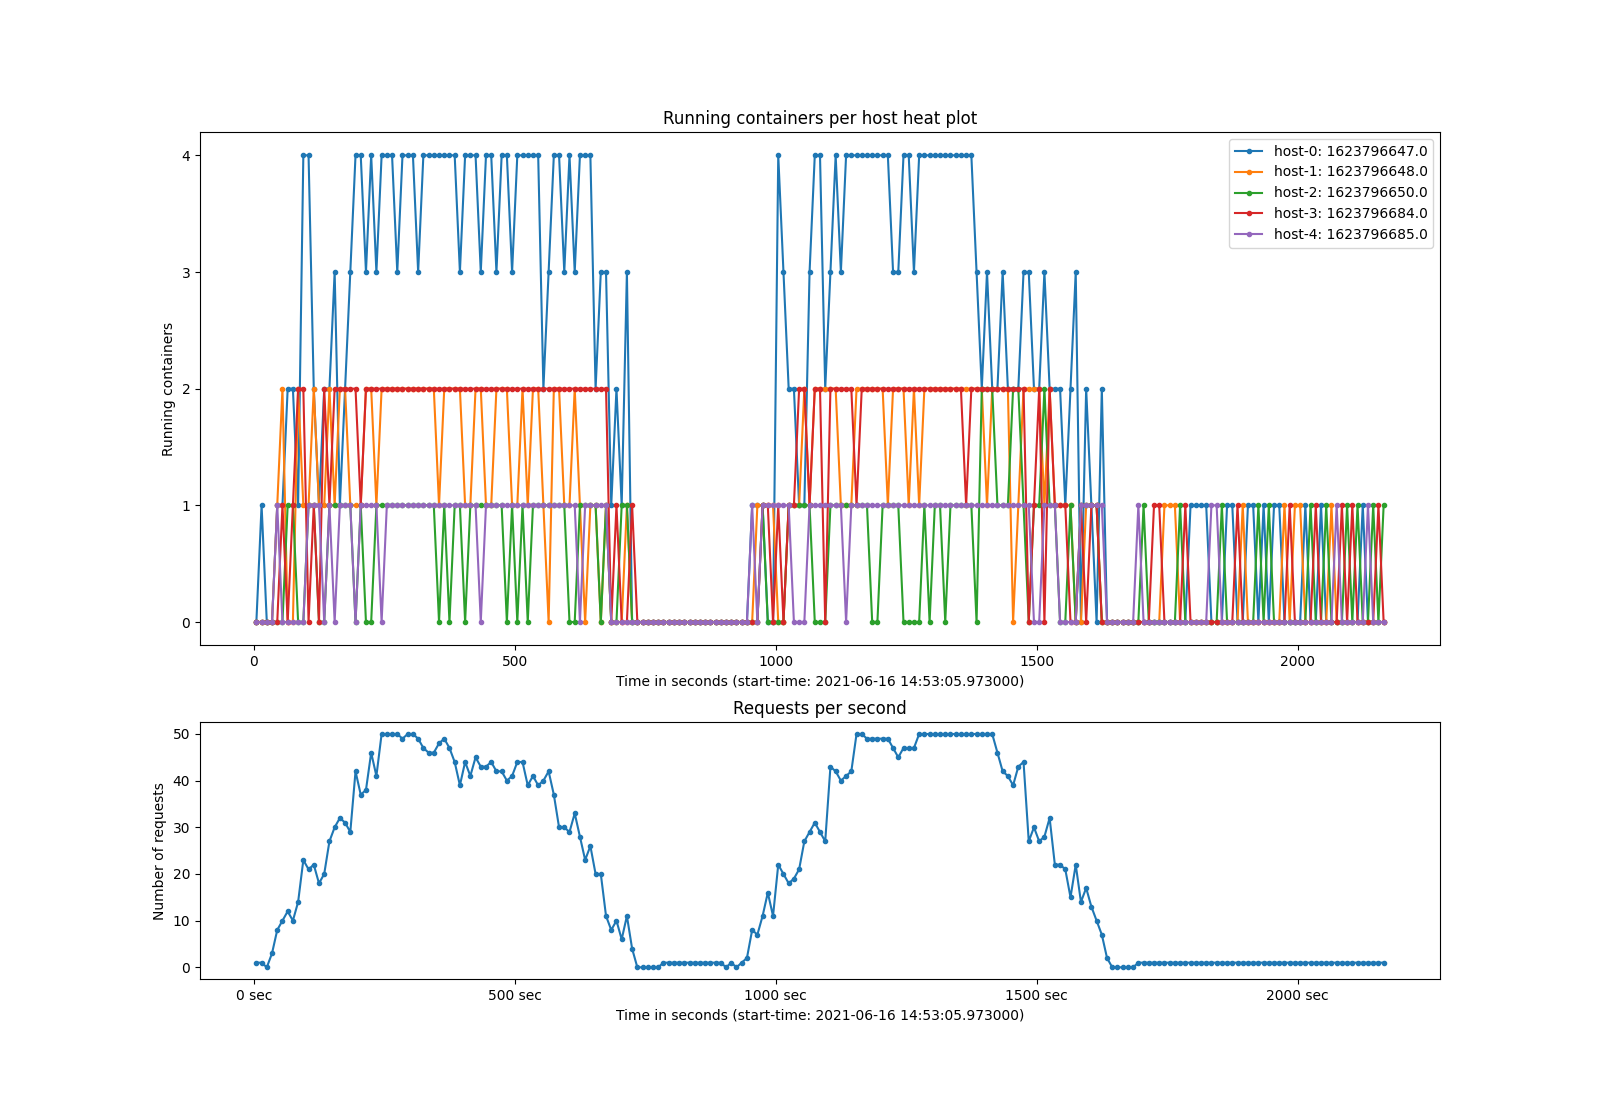 Running containers per host heat plot
Running containers
4
3
2
1
0
host-0: 1623796647.0
host-1: 1623796648.0
host-2: 1623796650.0
host-3: 1623796684.0
host-4: 1623796685.0
0 500 1000 1500 2000
Time in seconds (start-time: 2021-06-16 14:53:05.973000)
Requests per second
Number of requests
50
40
30
20
10
0
0 sec 500 sec 1000 sec 1500 sec 2000 sec
Time in seconds (start-time: 2021-06-16 14:53:05.973000)